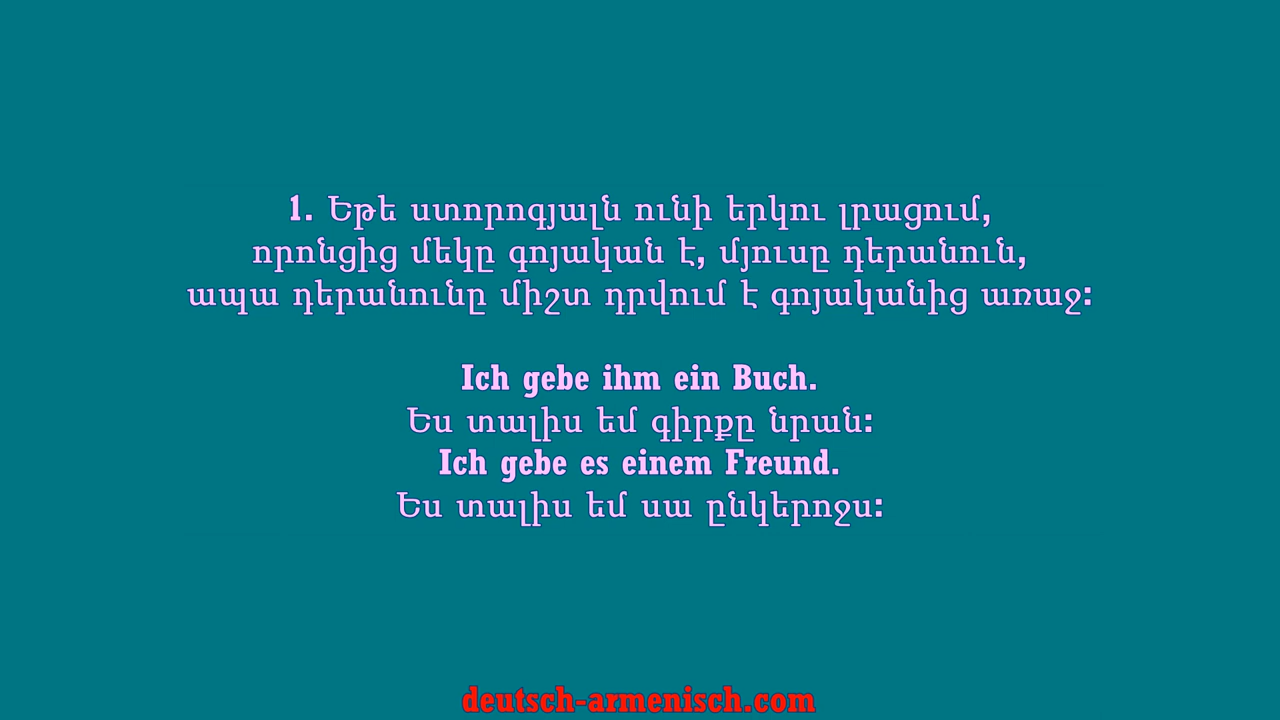 1. Եթե ստորոգյալն ունի երկու լրացում,
որոնցից մեկը գոյական է, մյուսը դերանուն,
ապա դերանունը միշտ դրվում է գոյականից առաջ:
Ich gebe ihm ein Buch.
Ես տալիս եմ գիրքը նրան:
Ich gebe es einem Freund.
Ես տալիս եմ սա ընկերոջս:
deutsch-armenisch.com